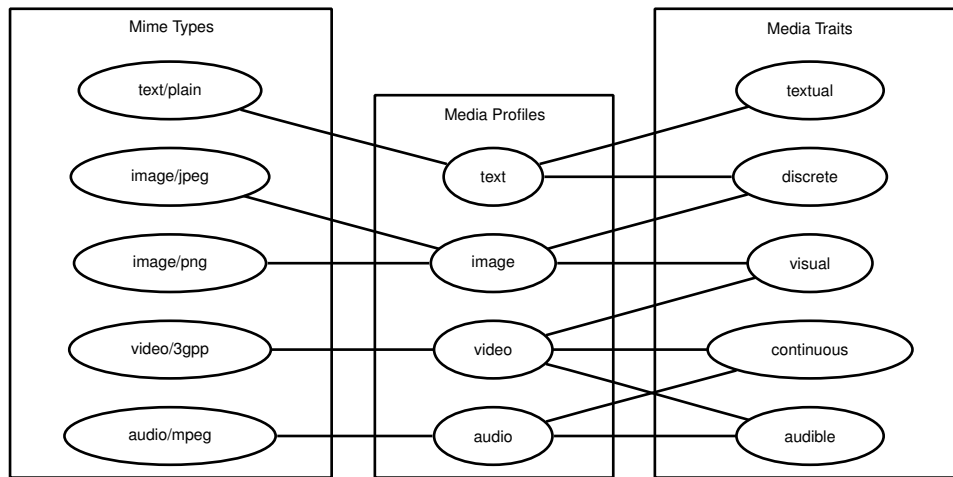 Mime Types
text/plain
image/jpeg
image/png
video/3gpp
audio/mpeg
Media Profiles
text
image
video
audio
Media Traits
textual
discrete
visual
continuous
audible